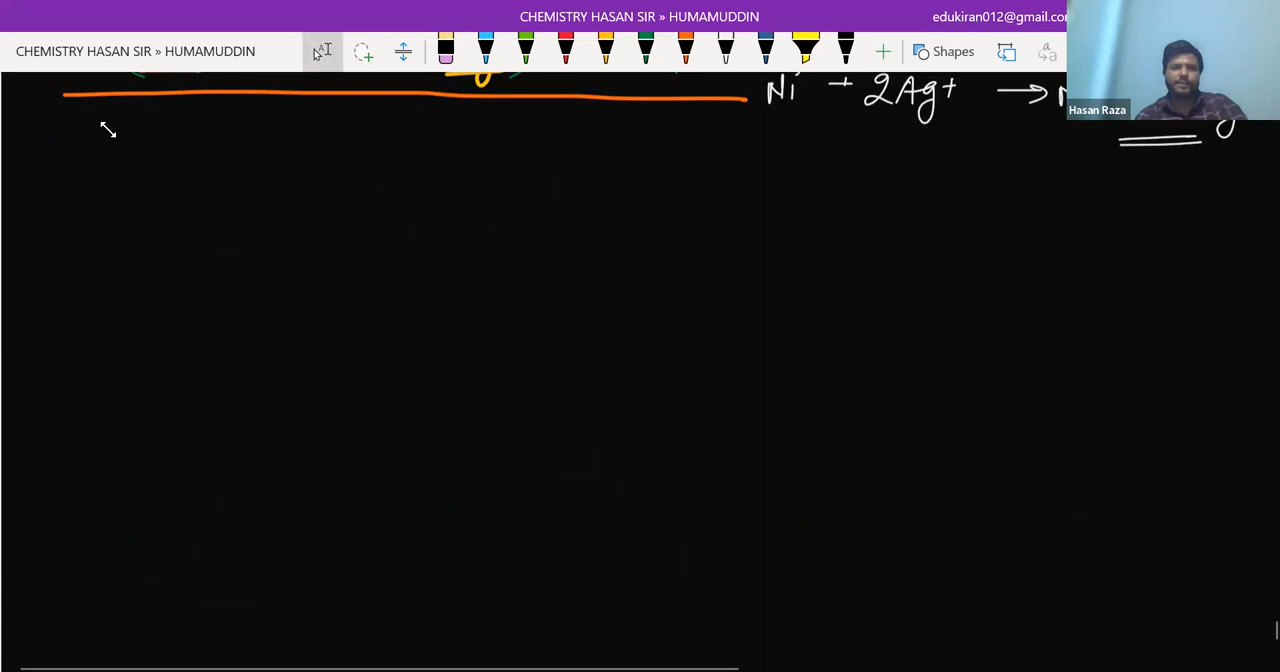 CHEMISTRY HASAN SIR » HUMAMUDDIN
edukiran012@gmail.co
CHEMISTRY HASAN SIR » HUMAMUDDIN
Shapes
Hasan Raza
Ni + 2Ag+ →